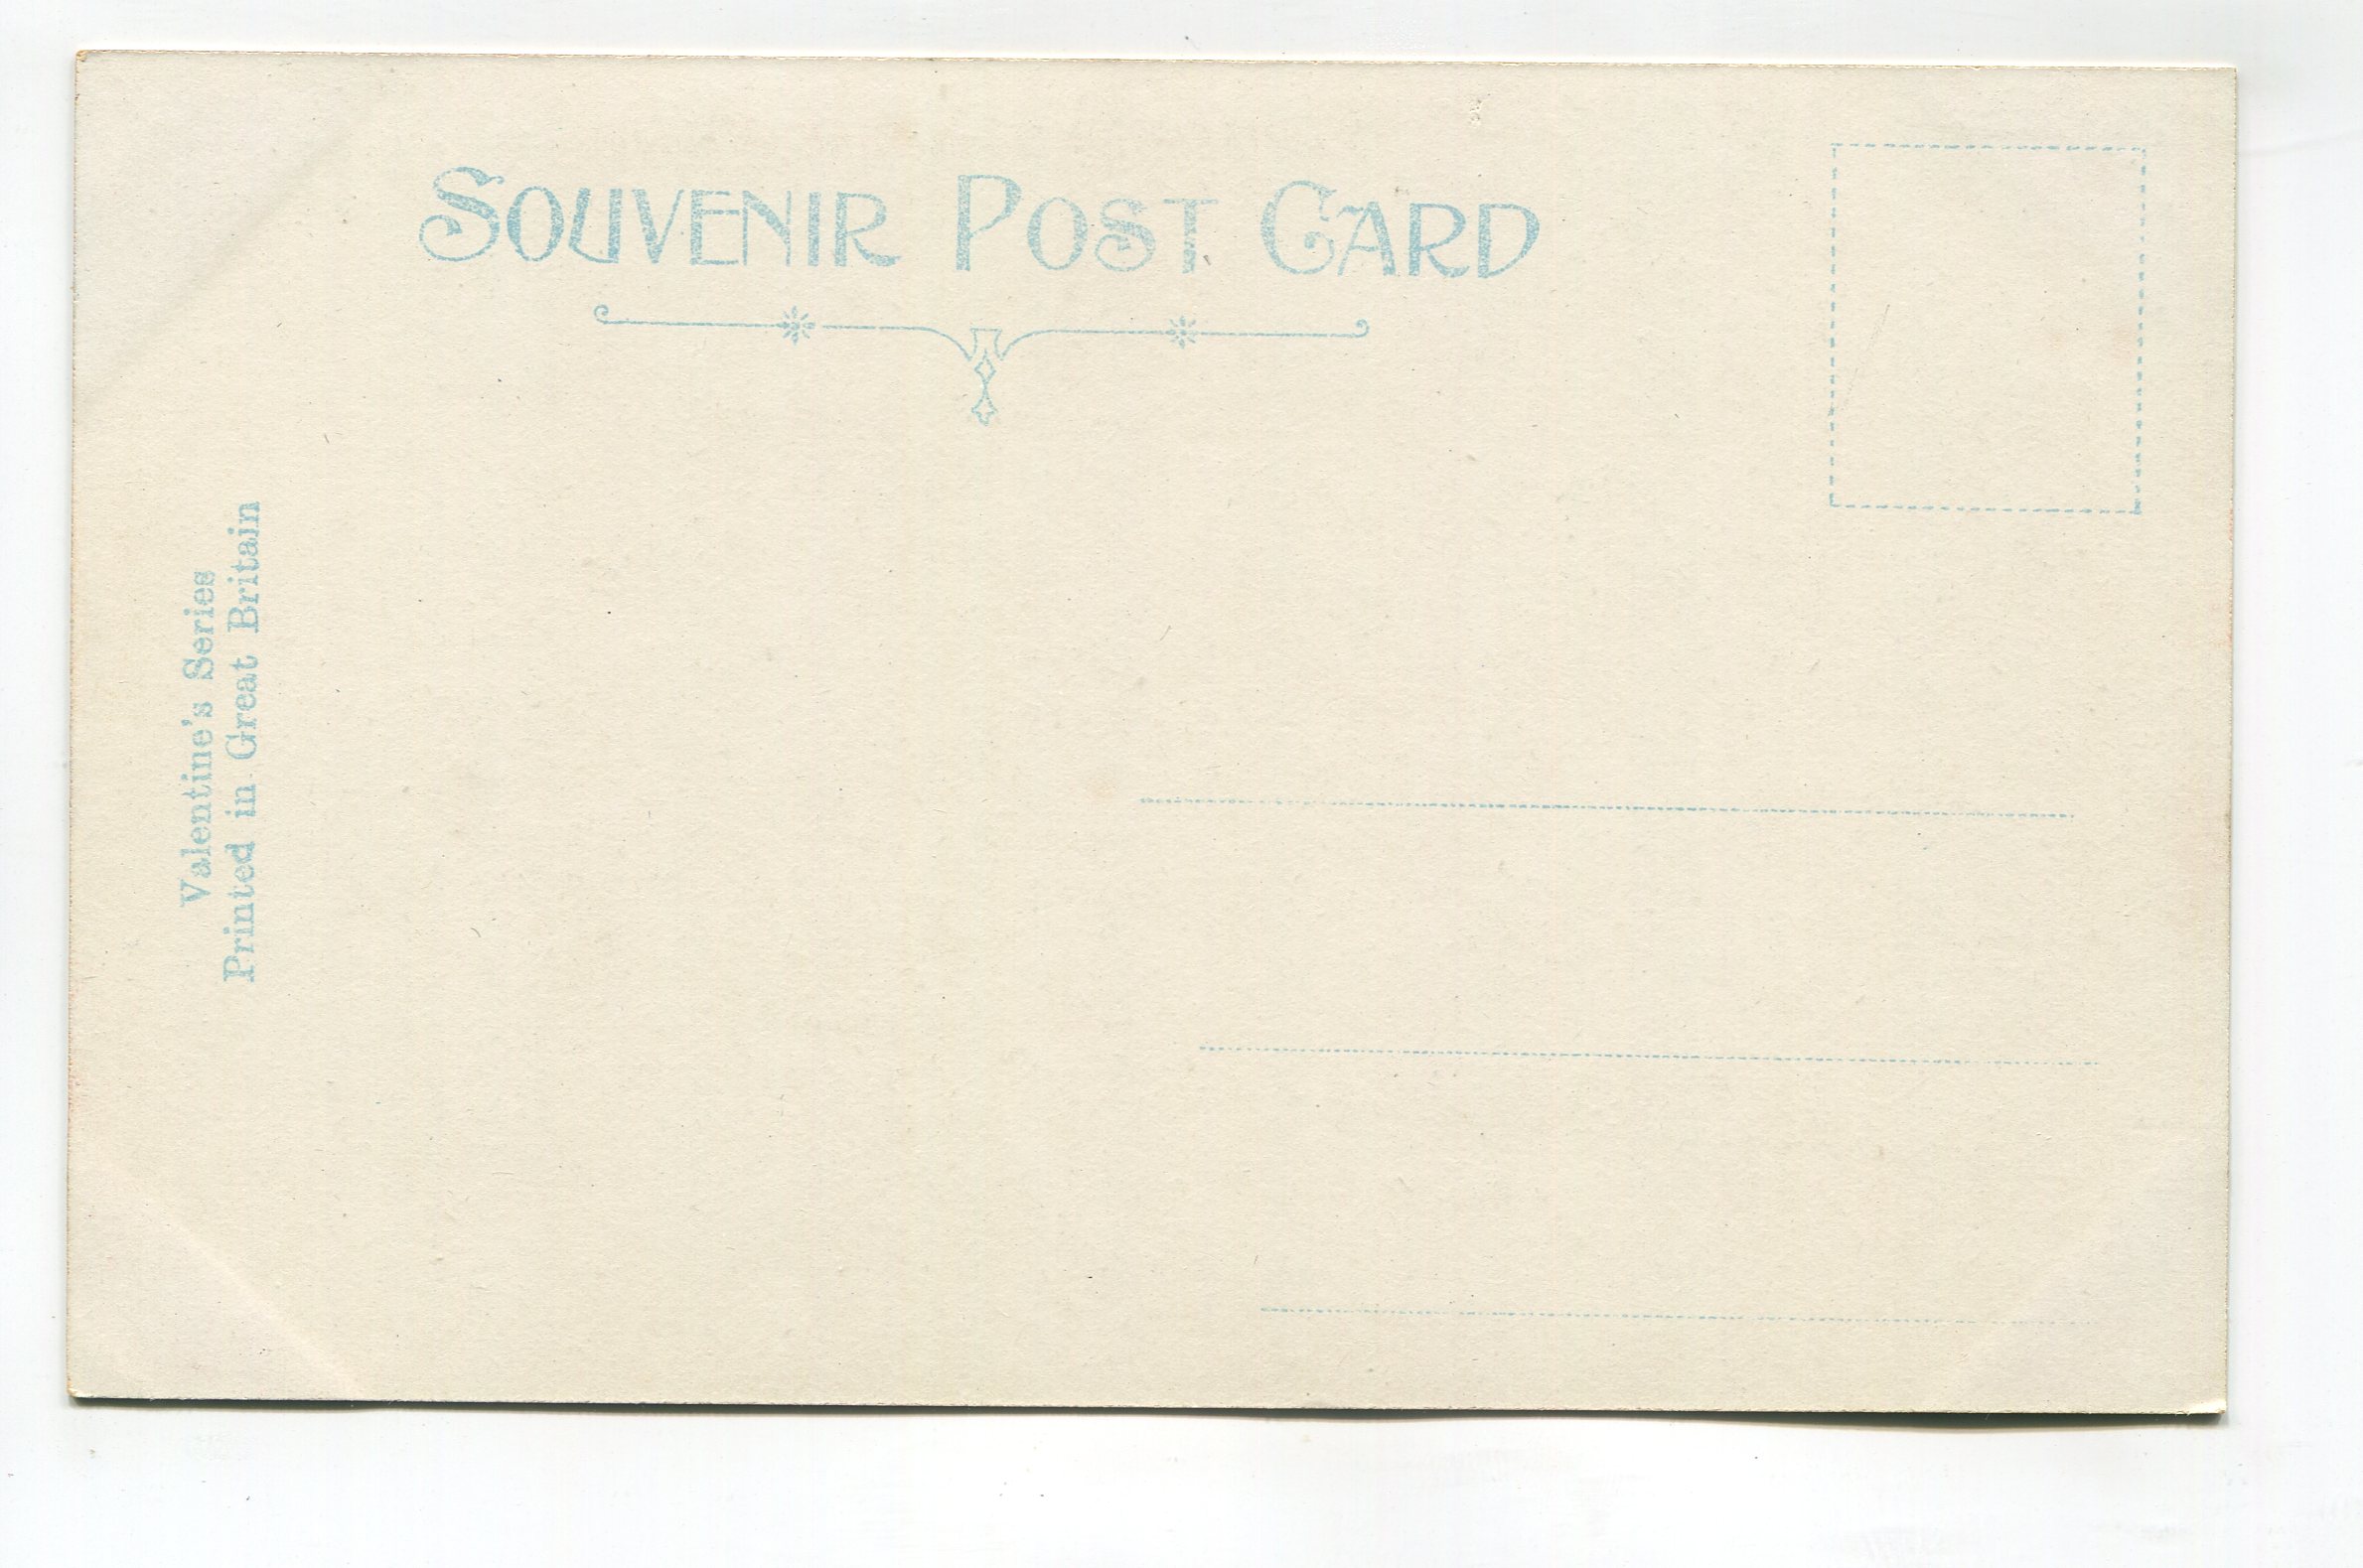 SOUVENIR POST CARD
Valentine's Series
Printed in Great Britain